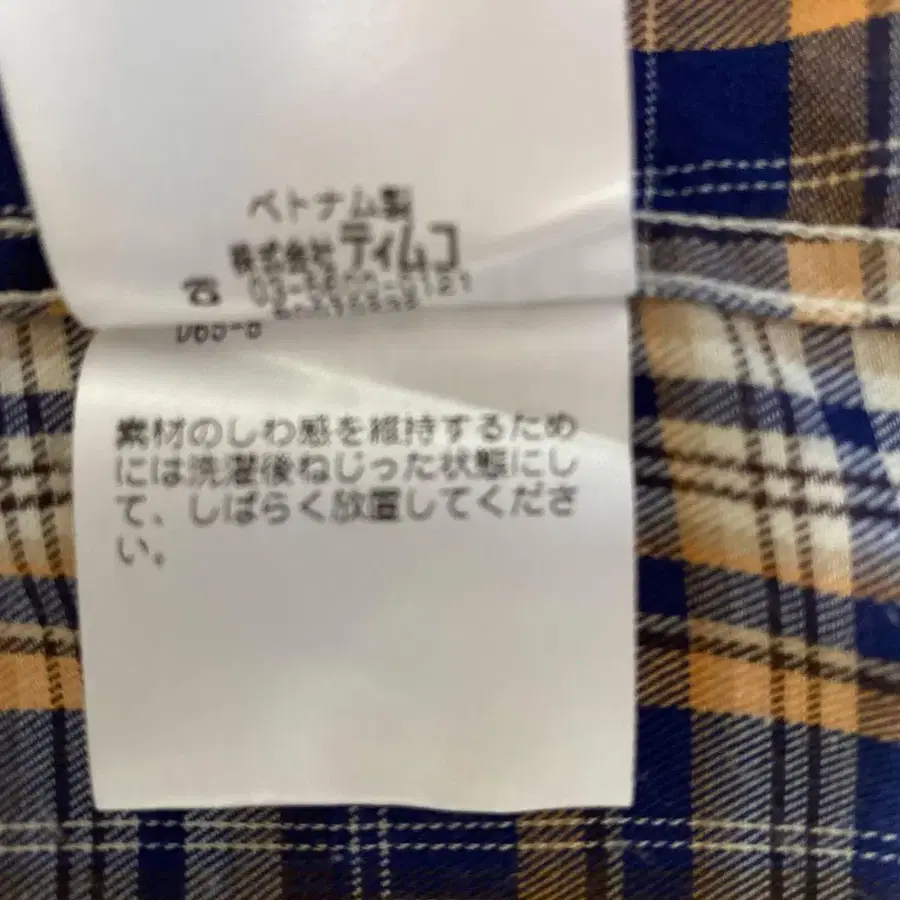 ベトナム製
株式会社ティムコ
素材のしわ感を維持するため
には洗濯後ねじった状態にし
て、しばらく放置してくださ
い。